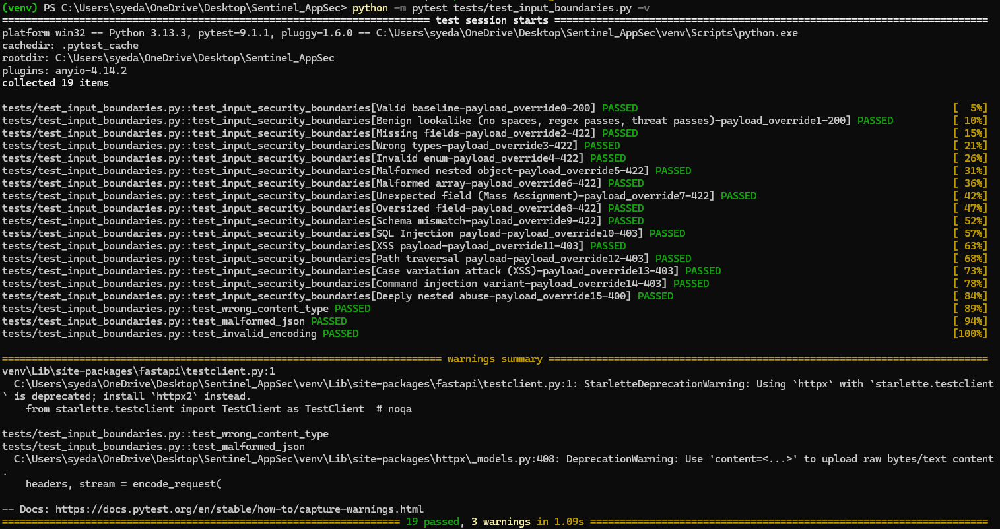 (venv) PS C:\Users\syeda\OneDrive\Desktop\Sentinel_AppSec> python -m pytest tests/test_input_boundaries.py -v
======================================================================== test session starts =========================================================================
platform win32 -- Python 3.13.3, pytest-9.1.1, pluggy-1.6.0 -- C:\Users\syeda\OneDrive\Desktop\Sentinel_AppSec\venv\Scripts\python.exe
cachedir: .pytest_cache
rootdir: C:\Users\syeda\OneDrive\Desktop\Sentinel_AppSec
plugins: anyio-4.14.2
collected 19 items
tests/test_input_boundaries.py::test_input_security_boundaries[Valid baseline-payload_override0-200] PASSED [  5%]
tests/test_input_boundaries.py::test_input_security_boundaries[Benign lookalike (no spaces, regex passes, threat passes)-payload_override1-200] PASSED [ 10%]
tests/test_input_boundaries.py::test_input_security_boundaries[Missing fields-payload_override2-422] PASSED [ 15%]
tests/test_input_boundaries.py::test_input_security_boundaries[Wrong types-payload_override3-422] PASSED [ 21%]
tests/test_input_boundaries.py::test_input_security_boundaries[Invalid enum-payload_override4-422] PASSED [ 26%]
tests/test_input_boundaries.py::test_input_security_boundaries[Malformed nested object-payload_override5-422] PASSED [ 31%]
tests/test_input_boundaries.py::test_input_security_boundaries[Malformed array-payload_override6-422] PASSED [ 36%]
tests/test_input_boundaries.py::test_input_security_boundaries[Unexpected field (Mass Assignment)-payload_override7-422] PASSED [ 42%]
tests/test_input_boundaries.py::test_input_security_boundaries[Oversized field-payload_override8-422] PASSED [ 47%]
tests/test_input_boundaries.py::test_input_security_boundaries[Schema mismatch-payload_override9-422] PASSED [ 52%]
tests/test_input_boundaries.py::test_input_security_boundaries[SQL Injection payload-payload_override10-403] PASSED [ 57%]
tests/test_input_boundaries.py::test_input_security_boundaries[XSS payload-payload_override11-403] PASSED [ 63%]
tests/test_input_boundaries.py::test_input_security_boundaries[Path traversal payload-payload_override12-403] PASSED [ 68%]
tests/test_input_boundaries.py::test_input_security_boundaries[Case variation attack (XSS)-payload_override13-403] PASSED [ 73%]
tests/test_input_boundaries.py::test_input_security_boundaries[Command injection variant-payload_override14-403] PASSED [ 78%]
tests/test_input_boundaries.py::test_input_security_boundaries[Deeply nested abuse-payload_override15-400] PASSED [ 84%]
tests/test_input_boundaries.py::test_wrong_content_type PASSED [ 89%]
tests/test_input_boundaries.py::test_malformed_json PASSED [ 94%]
tests/test_input_boundaries.py::test_invalid_encoding PASSED [100%]
========================================================================== warnings summary ==========================================================================
venv\Lib\site-packages\fastapi\testclient.py:1
  C:\Users\syeda\OneDrive\Desktop\Sentinel_AppSec\venv\Lib\site-packages\fastapi\testclient.py:1: StarletteDeprecationWarning: Using `httpx` with `starlette.testclient
` is deprecated; install `httpx2` instead.
    from starlette.testclient import TestClient as TestClient  # noqa
tests/test_input_boundaries.py::test_wrong_content_type
tests/test_input_boundaries.py::test_malformed_json
  C:\Users\syeda\OneDrive\Desktop\Sentinel_AppSec\venv\Lib\site-packages\httpx\_models.py:408: DeprecationWarning: Use 'content=<...>' to upload raw bytes/text content
.
    headers, stream = encode_request(
-- Docs: https://docs.pytest.org/en/stable/how-to/capture-warnings.html
=================================================================== 19 passed, 3 warnings in 1.09s ===================================================================